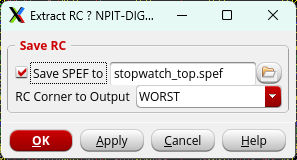 Extract RC ? NPIT-DIG...
Save RC
Save SPEF to stopwatch_top.spef
RC Corner to Output WORST
OK Apply Cancel Help